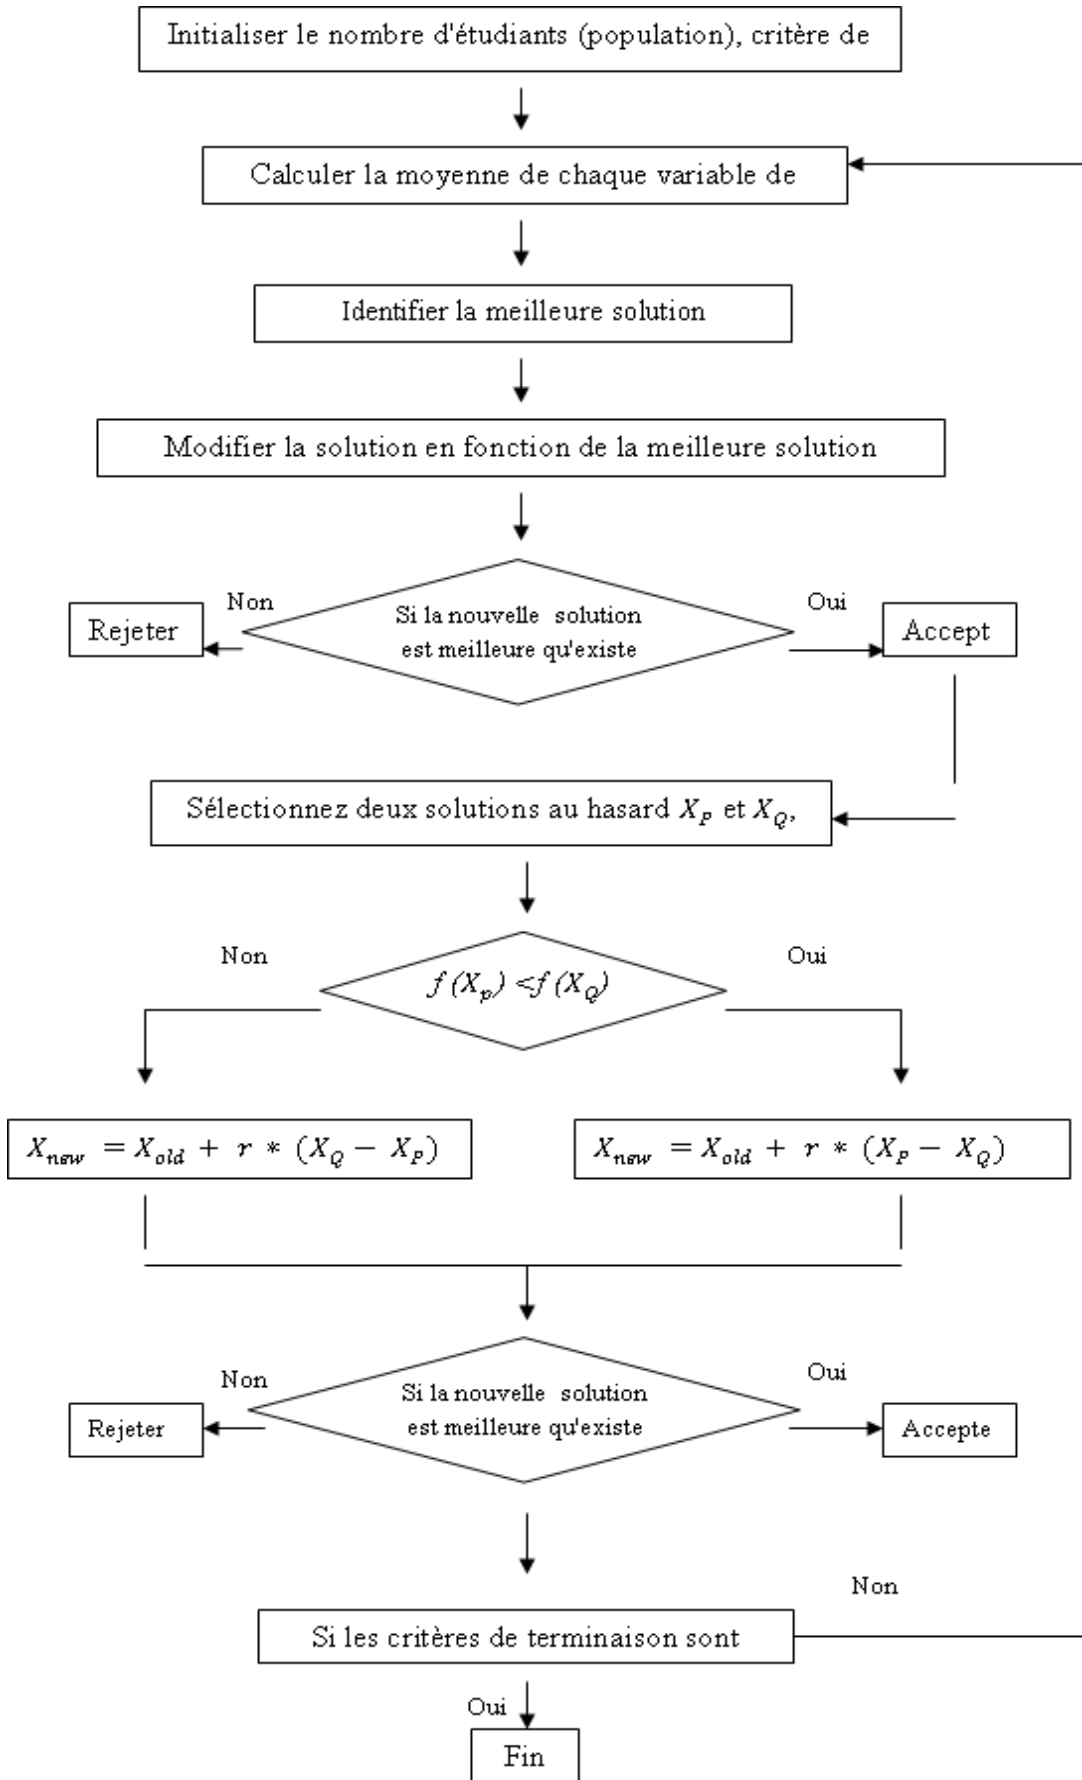 Initialiser le nombre d'étudiants (population), critère de
Calculer la moyenne de chaque variable de
Identifier la meilleure solution
Modifier la solution en fonction de la meilleure solution
Non
Oui
Rejeter
Si la nouvelle solution
est meilleure qu'existe
Accept
Sélectionnez deux solutions au hasard X_P et X_Q,
Non
Oui
f(X_p) <f(X_Q)
X_new = X_old + r * (X_Q − X_P)
X_new = X_old + r * (X_P − X_Q)
Non
Oui
Rejeter
Si la nouvelle solution
est meilleure qu'existe
Accepte
Non
Si les critères de terminaison sont
Oui
Fin